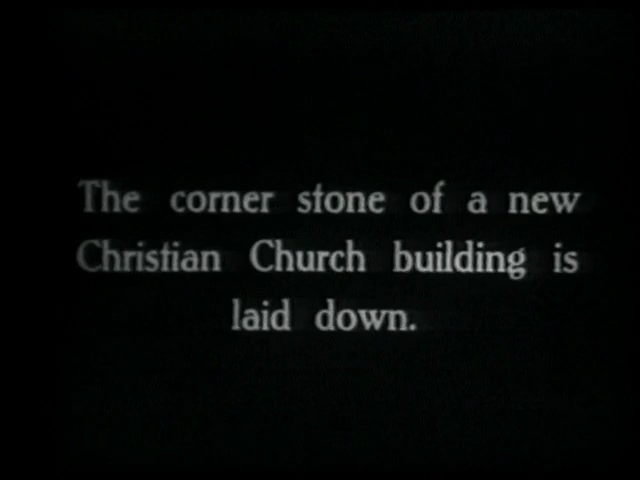 The corner stone of a new
Christian Church building is
laid down.